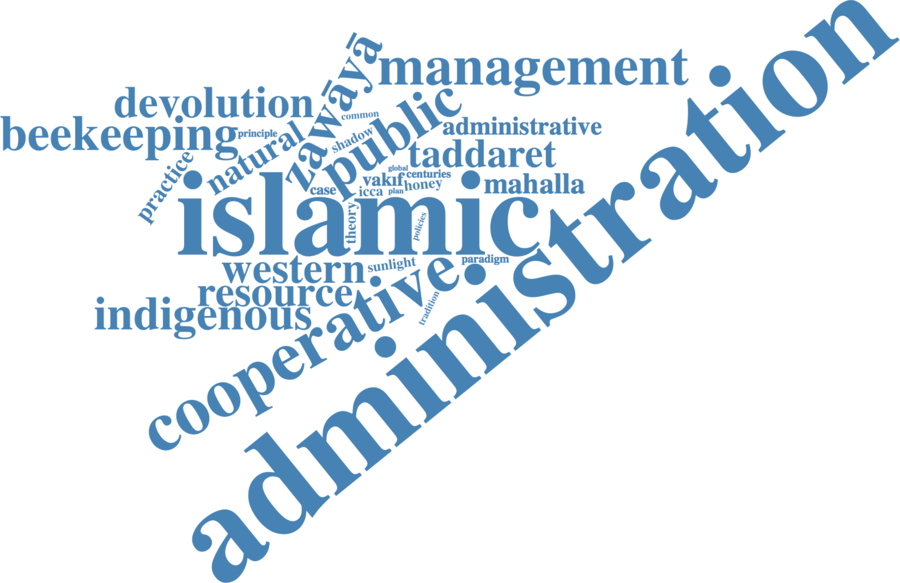 administration
islamic
management
public
cooperative
zawāyā
devolution
beekeeping
principle
natural
common
shadow
administrative
taddaret
practice
global
centuries
vakıf
honey
mahalla
case
icca
plan
theory
policies
western
sunlight
paradigm
resource
indigenous
tradition